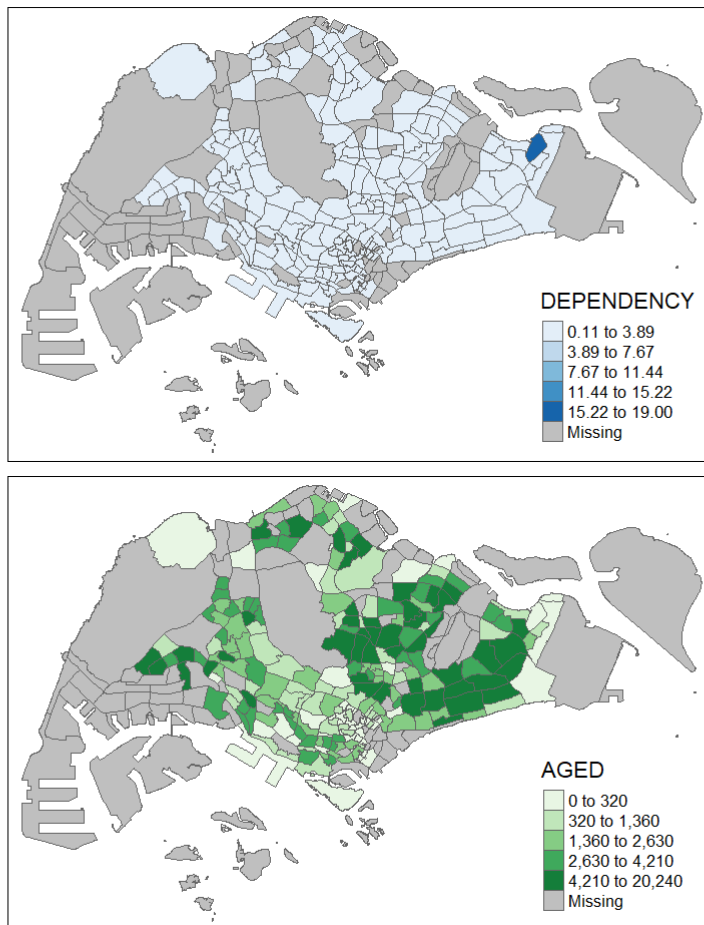 DEPENDENCY
0.11 to 3.89
3.89 to 7.67
7.67 to 11.44
11.44 to 15.22
15.22 to 19.00
Missing
AGED
0 to 320
320 to 1,360
1,360 to 2,630
2,630 to 4,210
4,210 to 20,240
Missing